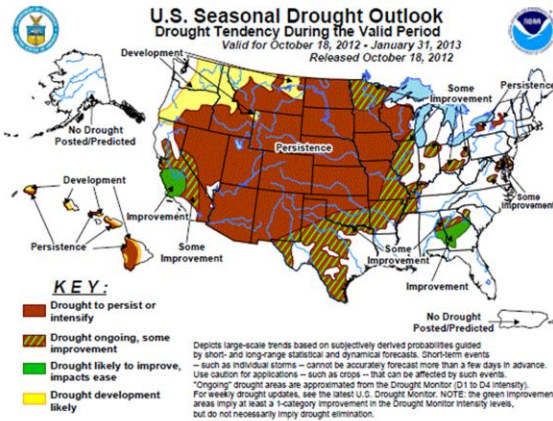 U.S. Seasonal Drought Outlook
Drought Tendency During the Valid Period
Valid for October 18, 2012 - January 31, 2013
Released October 18, 2012
Development
Some
Improvement
Persistence
No Drought
Posted/Predicted
Persistence
Development
Improvement
Some
Improvement
Persistence
Some
Improvement
Some
Improvement
Improvement
KEY:
Drought to persist or
intensify
Drought ongoing, some
improvement
Drought likely to improve,
impacts ease
Drought development
likely
No Drought
Posted/Predicted
Depicts large-scale trends based on subjectively derived probabilities guided
by short- and long-range statistical and dynamical forecasts. Short-term events
-- such as individual storms -- cannot be accurately forecast more than a few days in advance.
Use caution for applications -- such as crops -- that can be affected by such events.
"Ongoing" drought areas are approximated from the Drought Monitor (D1 to D4 intensity).
For weekly drought updates, see the latest U.S. Drought Monitor. NOTE: the green improvement
areas imply at least a 1-category improvement in the Drought Monitor intensity levels,
but do not necessarily imply drought elimination.